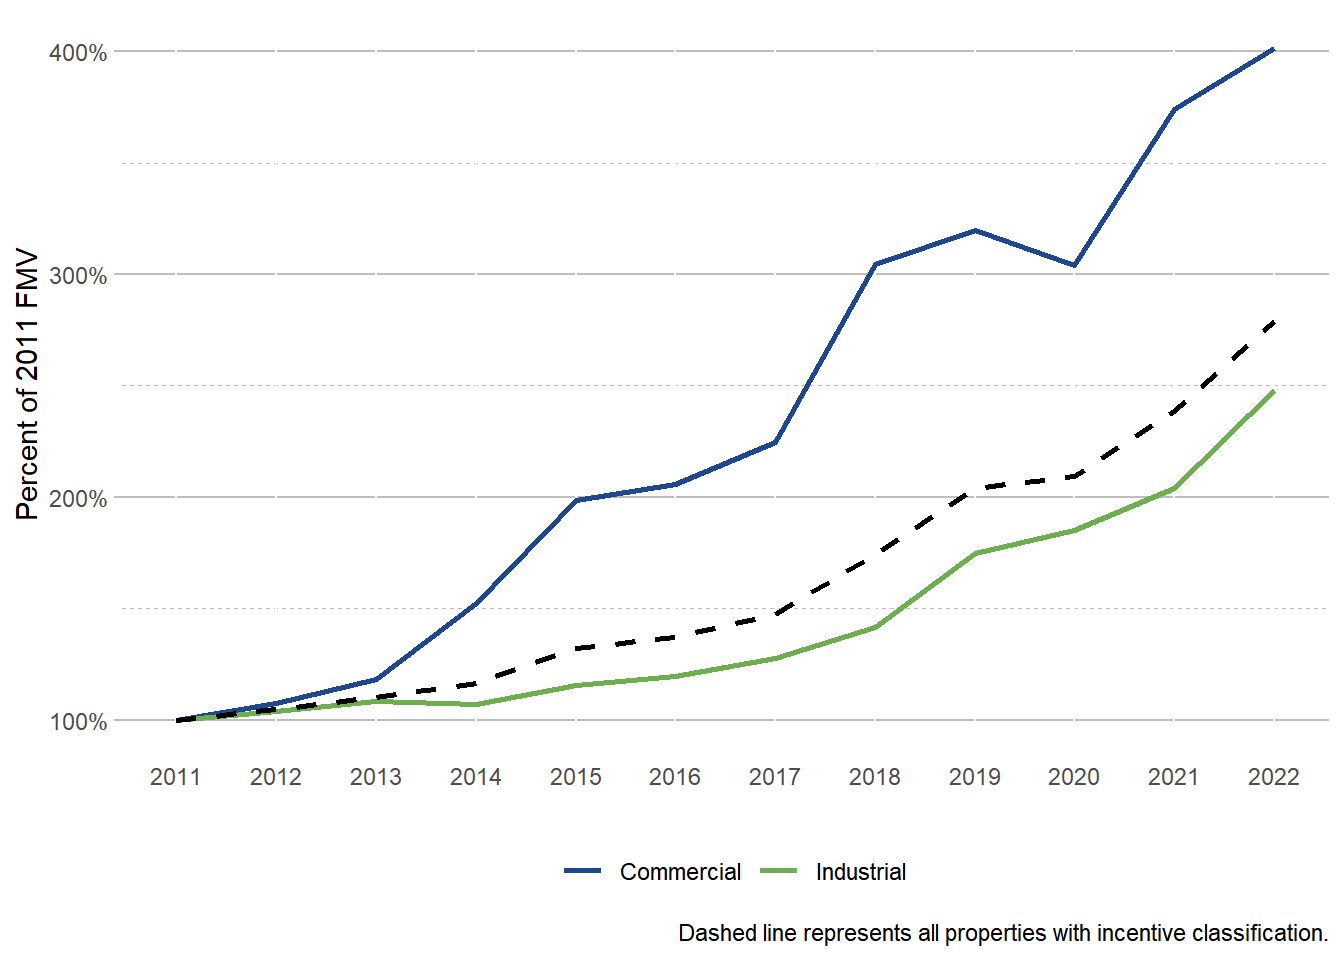 400%
300%
200%
100%
Percent of 2011 FMV
2011 2012 2013 2014 2015 2016 2017 2018 2019 2020 2021 2022
Commercial Industrial
Dashed line represents all properties with incentive classification.